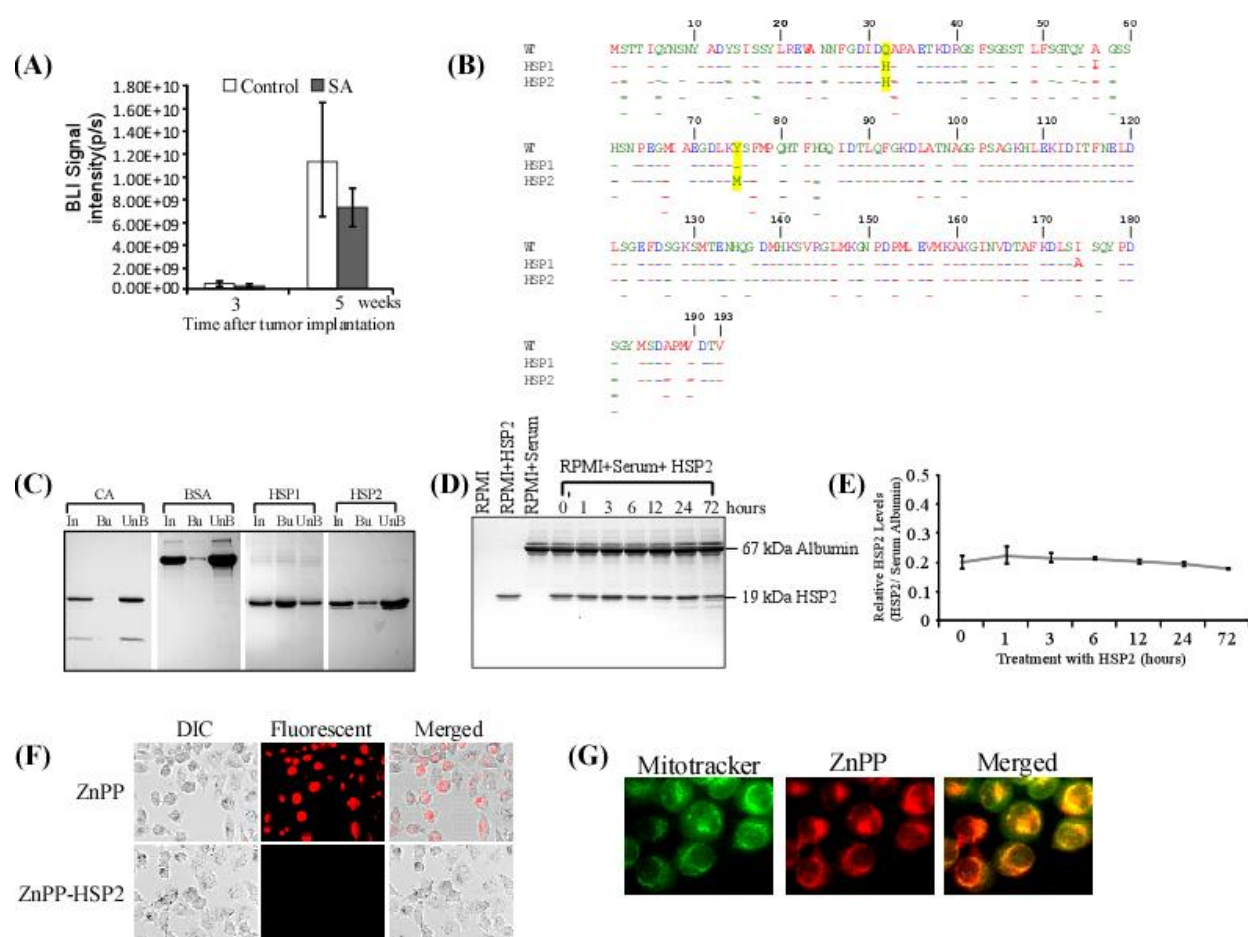 (A)
1.80E+10
1.60E+10
1.40E+10
1.20E+10
1.00E+10
8.00E+09
6.00E+09
4.00E+09
2.00E+09
0.00E+00
BLI Signal
intensity(p/s)
Control SA
3 5 weeks
Time after tumor implantation
(B)
10 20 30 40 50 60
WT MSTTIQYNSNY ADYSISSYLREWA NNFGDIDQAPAETKDRGSFSGSSTLFSGTQYA GSS
HSP1 H I
HSP2 H
70 80 90 100 110 120
WT HSNPEGMIAEGDLKYSFMPQHTFHGQIDTLQFGKDLATNAGGPSAGKHLEKIDITFNELD
HSP1
HSP2 M
130 140 150 160 170 180
WT LSGEFDSGKSMTENHQGDMHKSVRGLMKGNPDPMLEVMKAKGINVDTAFKDLSISQYPD
HSP1 A
HSP2
190 193
WT SGYMSDAPMVDTV
HSP1
HSP2
(C)
CA BSA HSP1 HSP2
In Bu UnB In Bu UnB In Bu UnB In Bu UnB
(D)
RPMI
RPMI+HSP2
RPMI+Serum
RPMI+Serum+ HSP2
0 1 3 6 12 24 72 hours
67 kDa Albumin
19 kDa HSP2
(E)
Relative HSP2 Levels
(HSP2/ Serum Albumin)
0.5
0.4
0.3
0.2
0.1
0
0 1 3 6 12 24 72
Treatment with HSP2 (hours)
(F)
DIC Fluorescent Merged
ZnPP
ZnPP-HSP2
(G)
Mitotracker ZnPP Merged